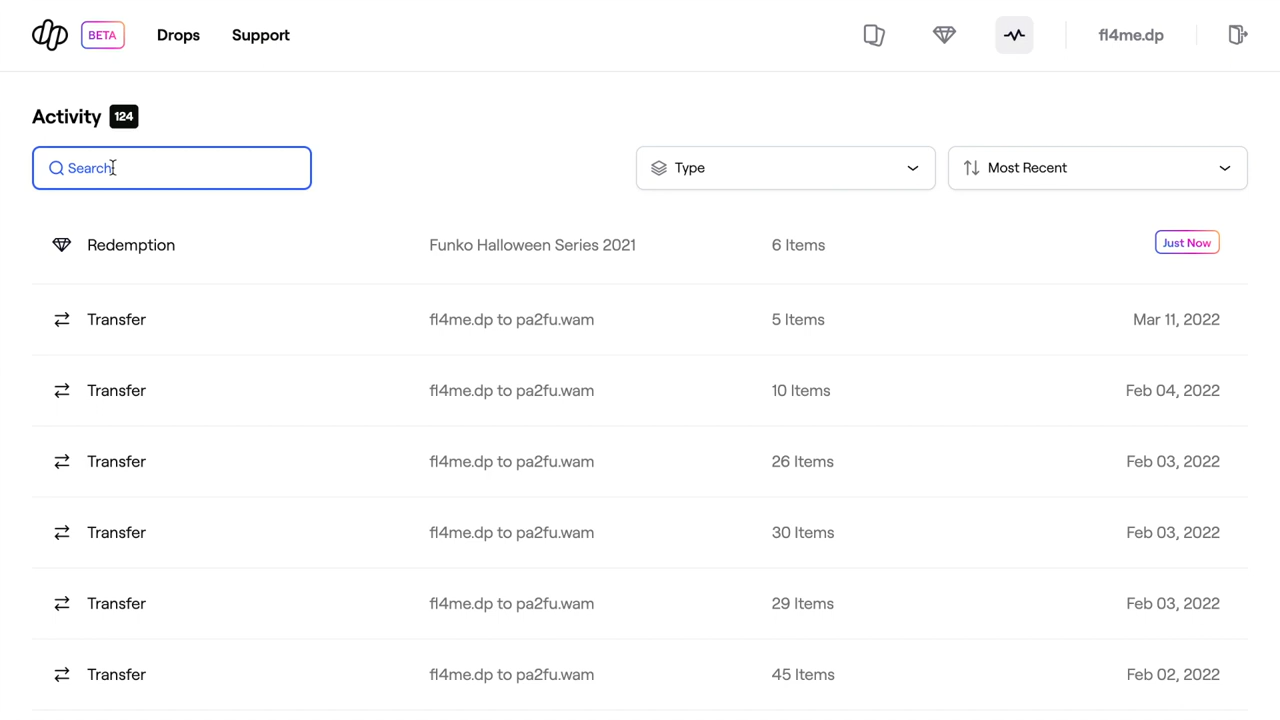 BETA Drops Support fl4me.dp
Activity 124
Search Type Most Recent
Redemption Funko Halloween Series 2021 6 Items Just Now
Transfer fl4me.dp to pa2fu.wam 5 Items Mar 11, 2022
Transfer fl4me.dp to pa2fu.wam 10 Items Feb 04, 2022
Transfer fl4me.dp to pa2fu.wam 26 Items Feb 03, 2022
Transfer fl4me.dp to pa2fu.wam 30 Items Feb 03, 2022
Transfer fl4me.dp to pa2fu.wam 29 Items Feb 03, 2022
Transfer fl4me.dp to pa2fu.wam 45 Items Feb 02, 2022